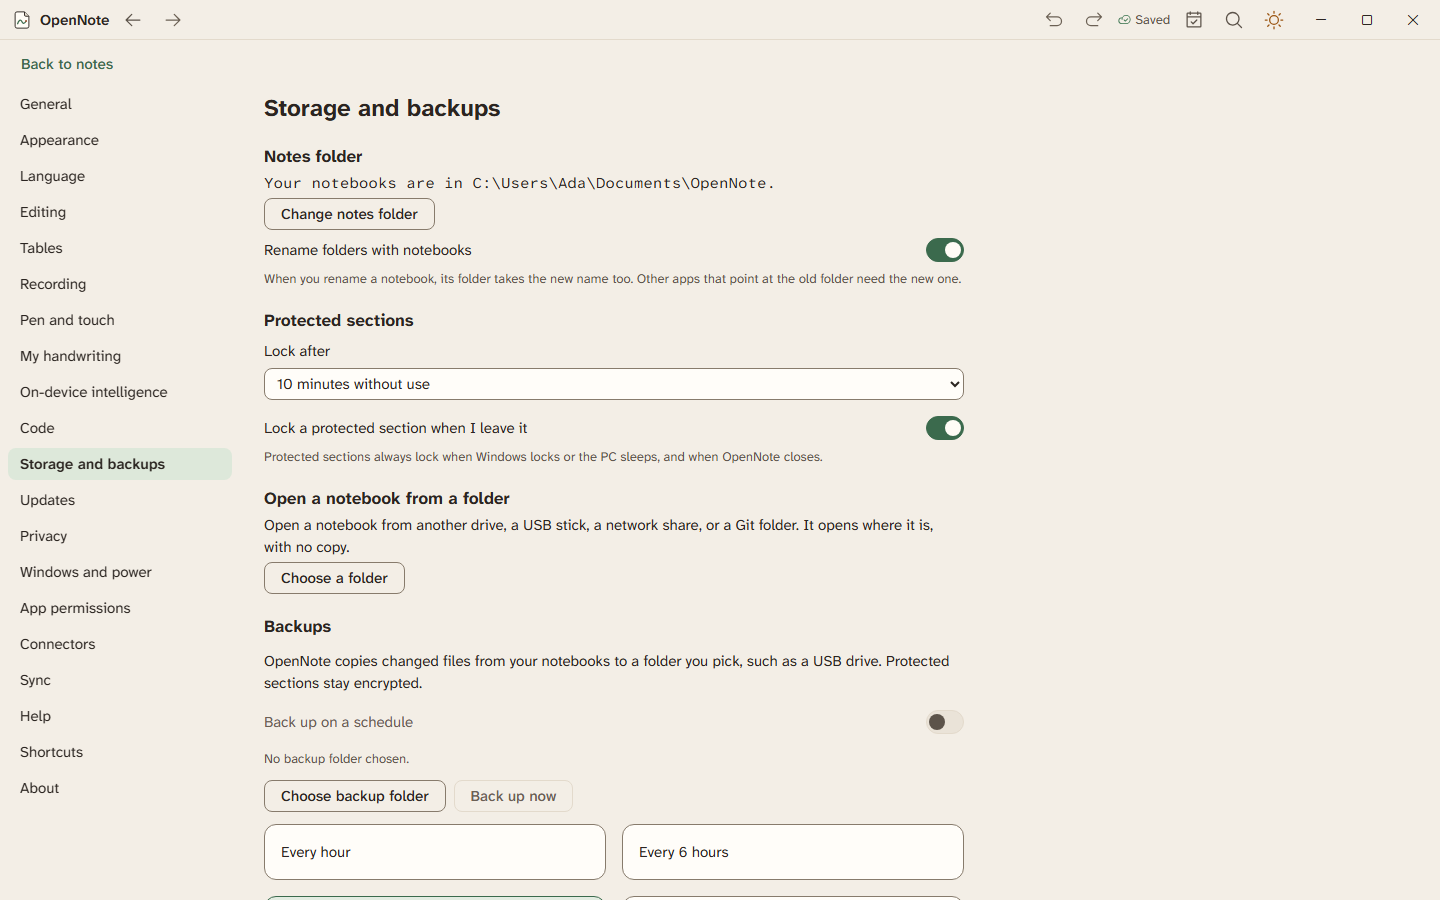 OpenNote
Saved
Back to notes
General
Appearance
Language
Editing
Tables
Recording
Pen and touch
My handwriting
On-device intelligence
Code
Storage and backups
Updates
Privacy
Windows and power
App permissions
Connectors
Sync
Help
Shortcuts
About
Storage and backups
Notes folder
Your notebooks are in C:\Users\Ada\Documents\OpenNote.
Change notes folder
Rename folders with notebooks
When you rename a notebook, its folder takes the new name too. Other apps that point at the old folder need the new one.
Protected sections
Lock after
10 minutes without use
Lock a protected section when I leave it
Protected sections always lock when Windows locks or the PC sleeps, and when OpenNote closes.
Open a notebook from a folder
Open a notebook from another drive, a USB stick, a network share, or a Git folder. It opens where it is,
with no copy.
Choose a folder
Backups
OpenNote copies changed files from your notebooks to a folder you pick, such as a USB drive. Protected
sections stay encrypted.
Back up on a schedule
No backup folder chosen.
Choose backup folder
Back up now
Every hour
Every 6 hours